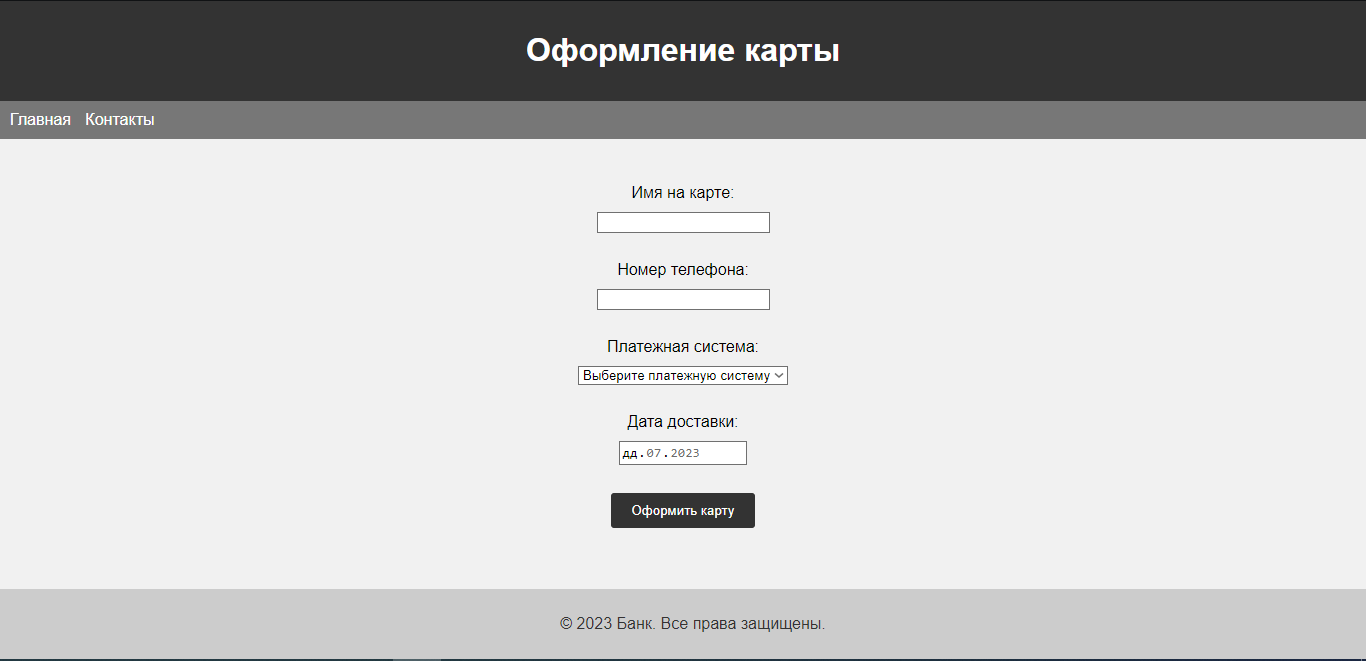 Оформление карты
Главная Контакты
Имя на карте:
Номер телефона:
Платежная система:
Выберите платежную систему
Дата доставки:
дд.07.2023
Оформить карту
© 2023 Банк. Все права защищены.